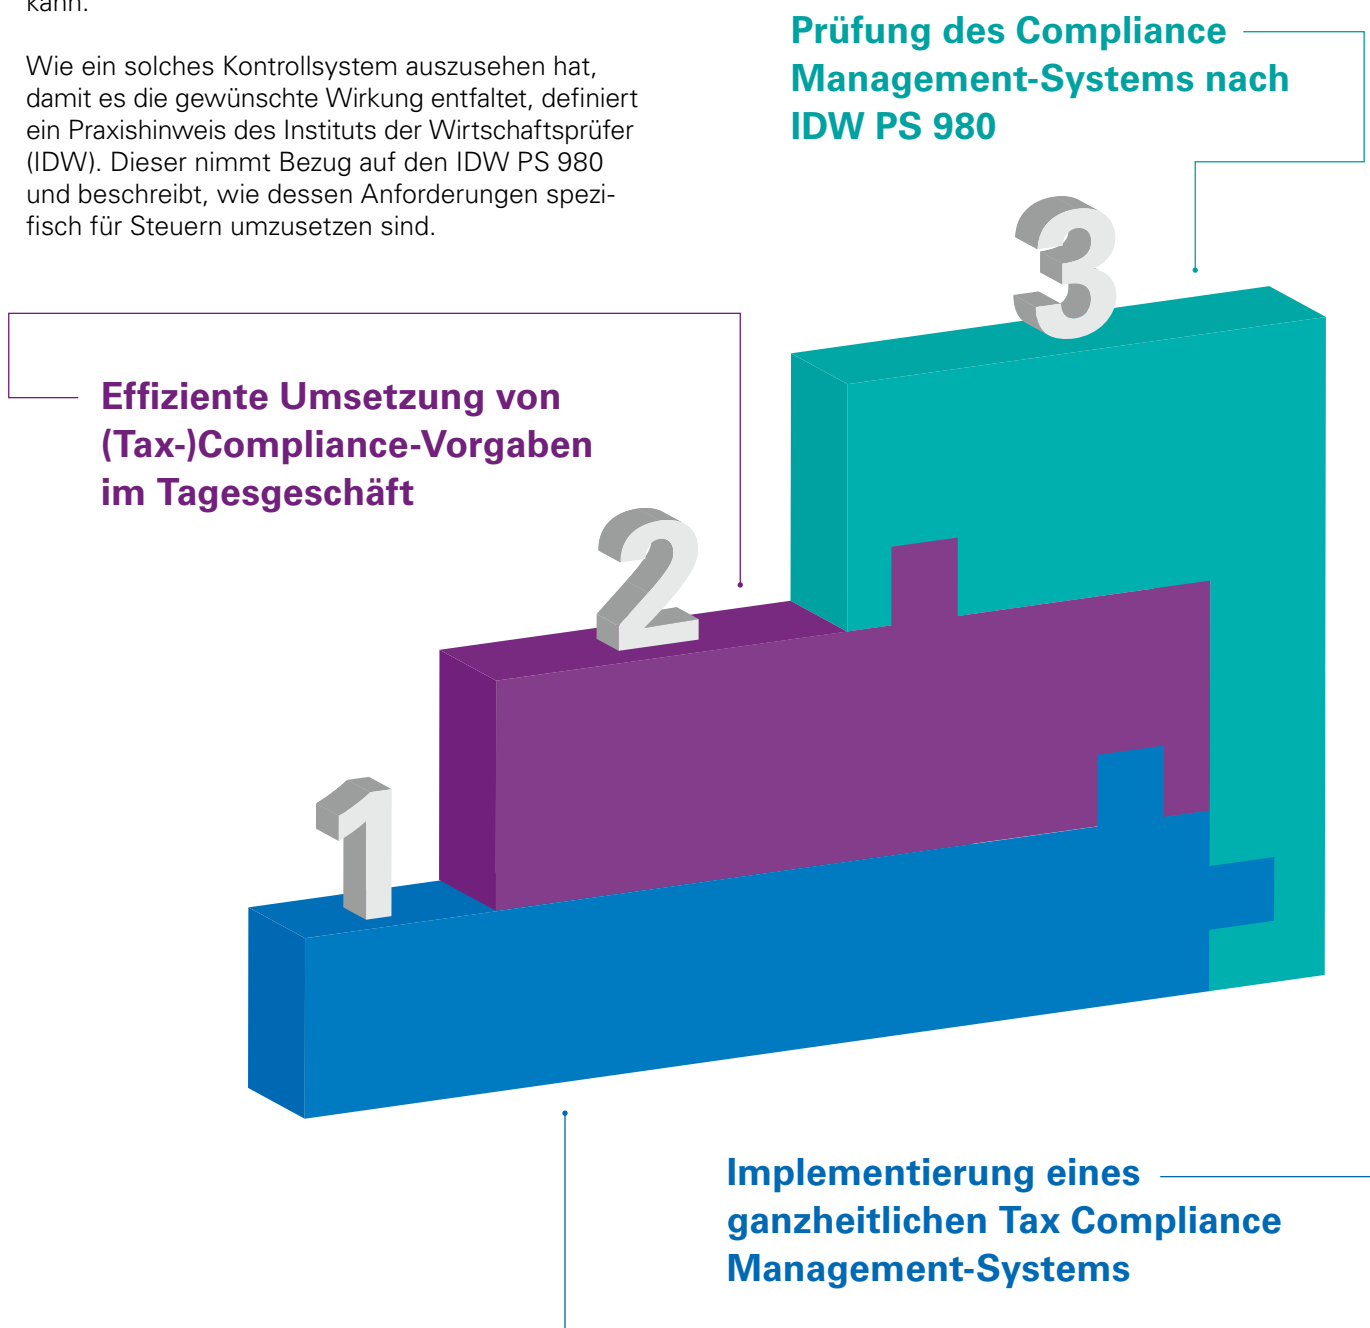 kann.
Wie ein solches Kontrollsystem auszusehen hat,
damit es die gewünschte Wirkung entfaltet, definiert
ein Praxishinweis des Instituts der Wirtschaftsprüfer
(IDW). Dieser nimmt Bezug auf den IDW PS 980
und beschreibt, wie dessen Anforderungen spezi-
fisch für Steuern umzusetzen sind.
Prüfung des Compliance
Management-Systems nach
IDW PS 980
3
Effiziente Umsetzung von
(Tax-)Compliance-Vorgaben
im Tagesgeschäft
2
1
Implementierung eines
ganzheitlichen Tax Compliance
Management-Systems